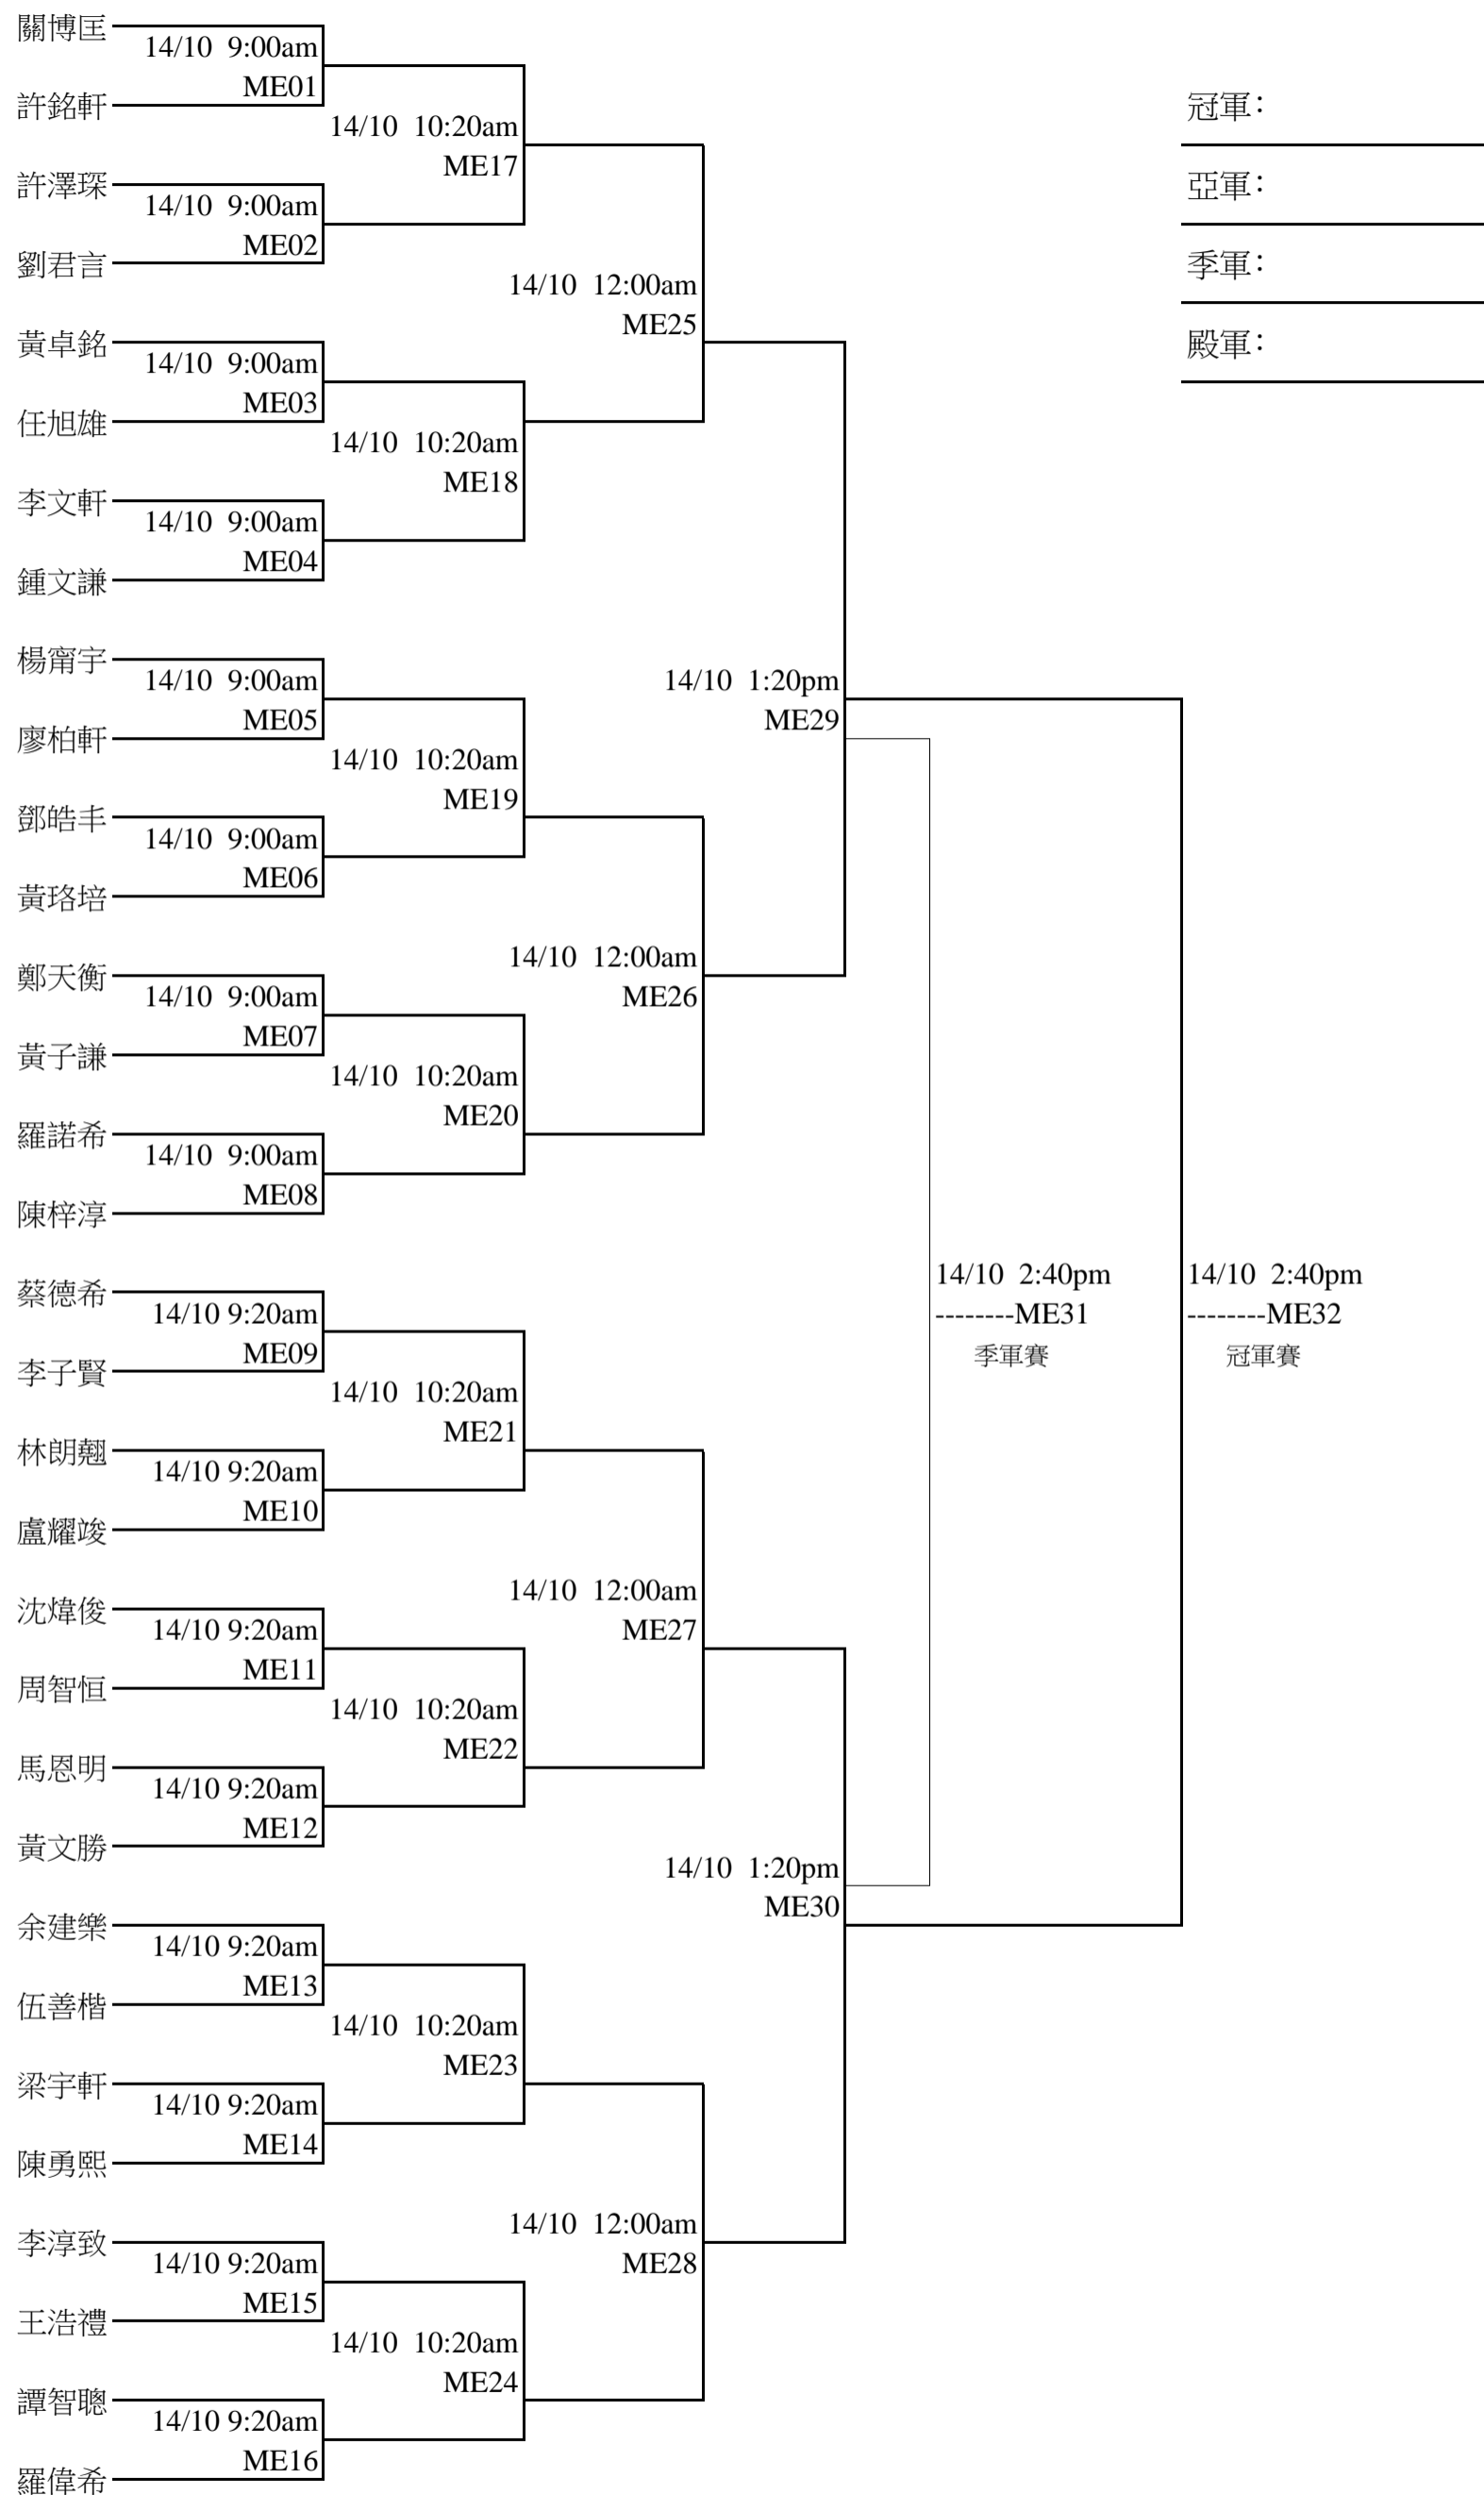 關博匡
14/10 9:00am
ME01
許銘軒
14/10 10:20am
ME17
許澤琛
14/10 9:00am
ME02
劉君言
14/10 12:00am
ME25
黃卓銘
14/10 9:00am
ME03
任旭雄
14/10 10:20am
ME18
李文軒
14/10 9:00am
ME04
鍾文謙
楊甯宇
14/10 9:00am
ME05
廖柏軒
14/10 1:20pm
ME29
14/10 10:20am
ME19
鄧皓丰
14/10 9:00am
ME06
黃珞培
14/10 12:00am
ME26
鄭天衡
14/10 9:00am
ME07
黃子謙
14/10 10:20am
ME20
羅諾希
14/10 9:00am
ME08
陳梓淳
蔡德希
14/10 9:20am
ME09
李子賢
14/10 10:20am
ME21
林朗翹
14/10 9:20am
ME10
盧耀竣
14/10 12:00am
ME27
沈煒俊
14/10 9:20am
ME11
周智恒
14/10 10:20am
ME22
馬恩明
14/10 9:20am
ME12
黃文勝
14/10 1:20pm
ME30
余建樂
14/10 9:20am
ME13
伍善楷
14/10 10:20am
ME23
梁宇軒
14/10 9:20am
ME14
陳勇熙
14/10 12:00am
ME28
李淳致
14/10 9:20am
ME15
王浩禮
14/10 10:20am
ME24
譚智聰
14/10 9:20am
ME16
羅偉希
14/10 2:40pm
--------ME31
季軍賽
14/10 2:40pm
--------ME32
冠軍賽
冠軍：
亞軍：
季軍：
殿軍：